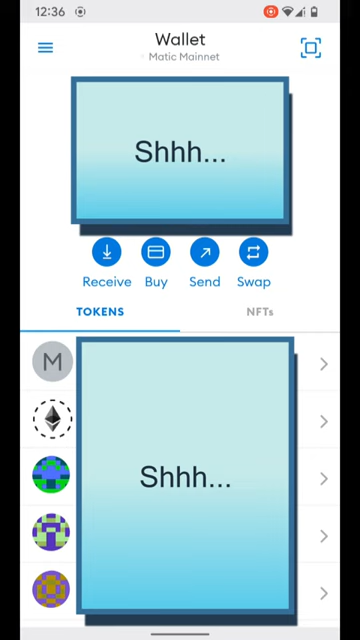 12:36
Wallet
Matic Mainnet
Shhh...
Receive Buy Send Swap
TOKENS NFTs
M
Shhh...